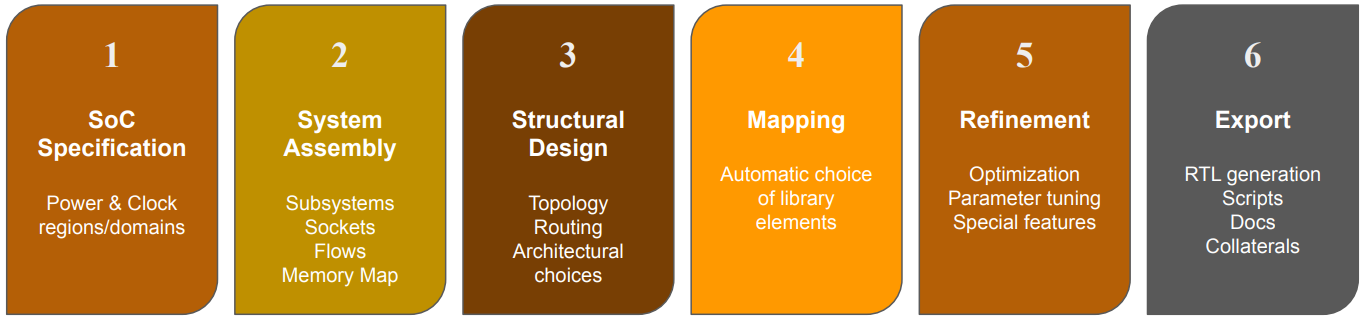 1
SoC
Specification
Power & Clock
regions/domains
2
System
Assembly
Subsystems
Sockets
Flows
Memory Map
3
Structural
Design
Topology
Routing
Architectural
choices
4
Mapping
Automatic choice
of library
elements
5
Refinement
Optimization
Parameter tuning
Special features
6
Export
RTL generation
Scripts
Docs
Collaterals